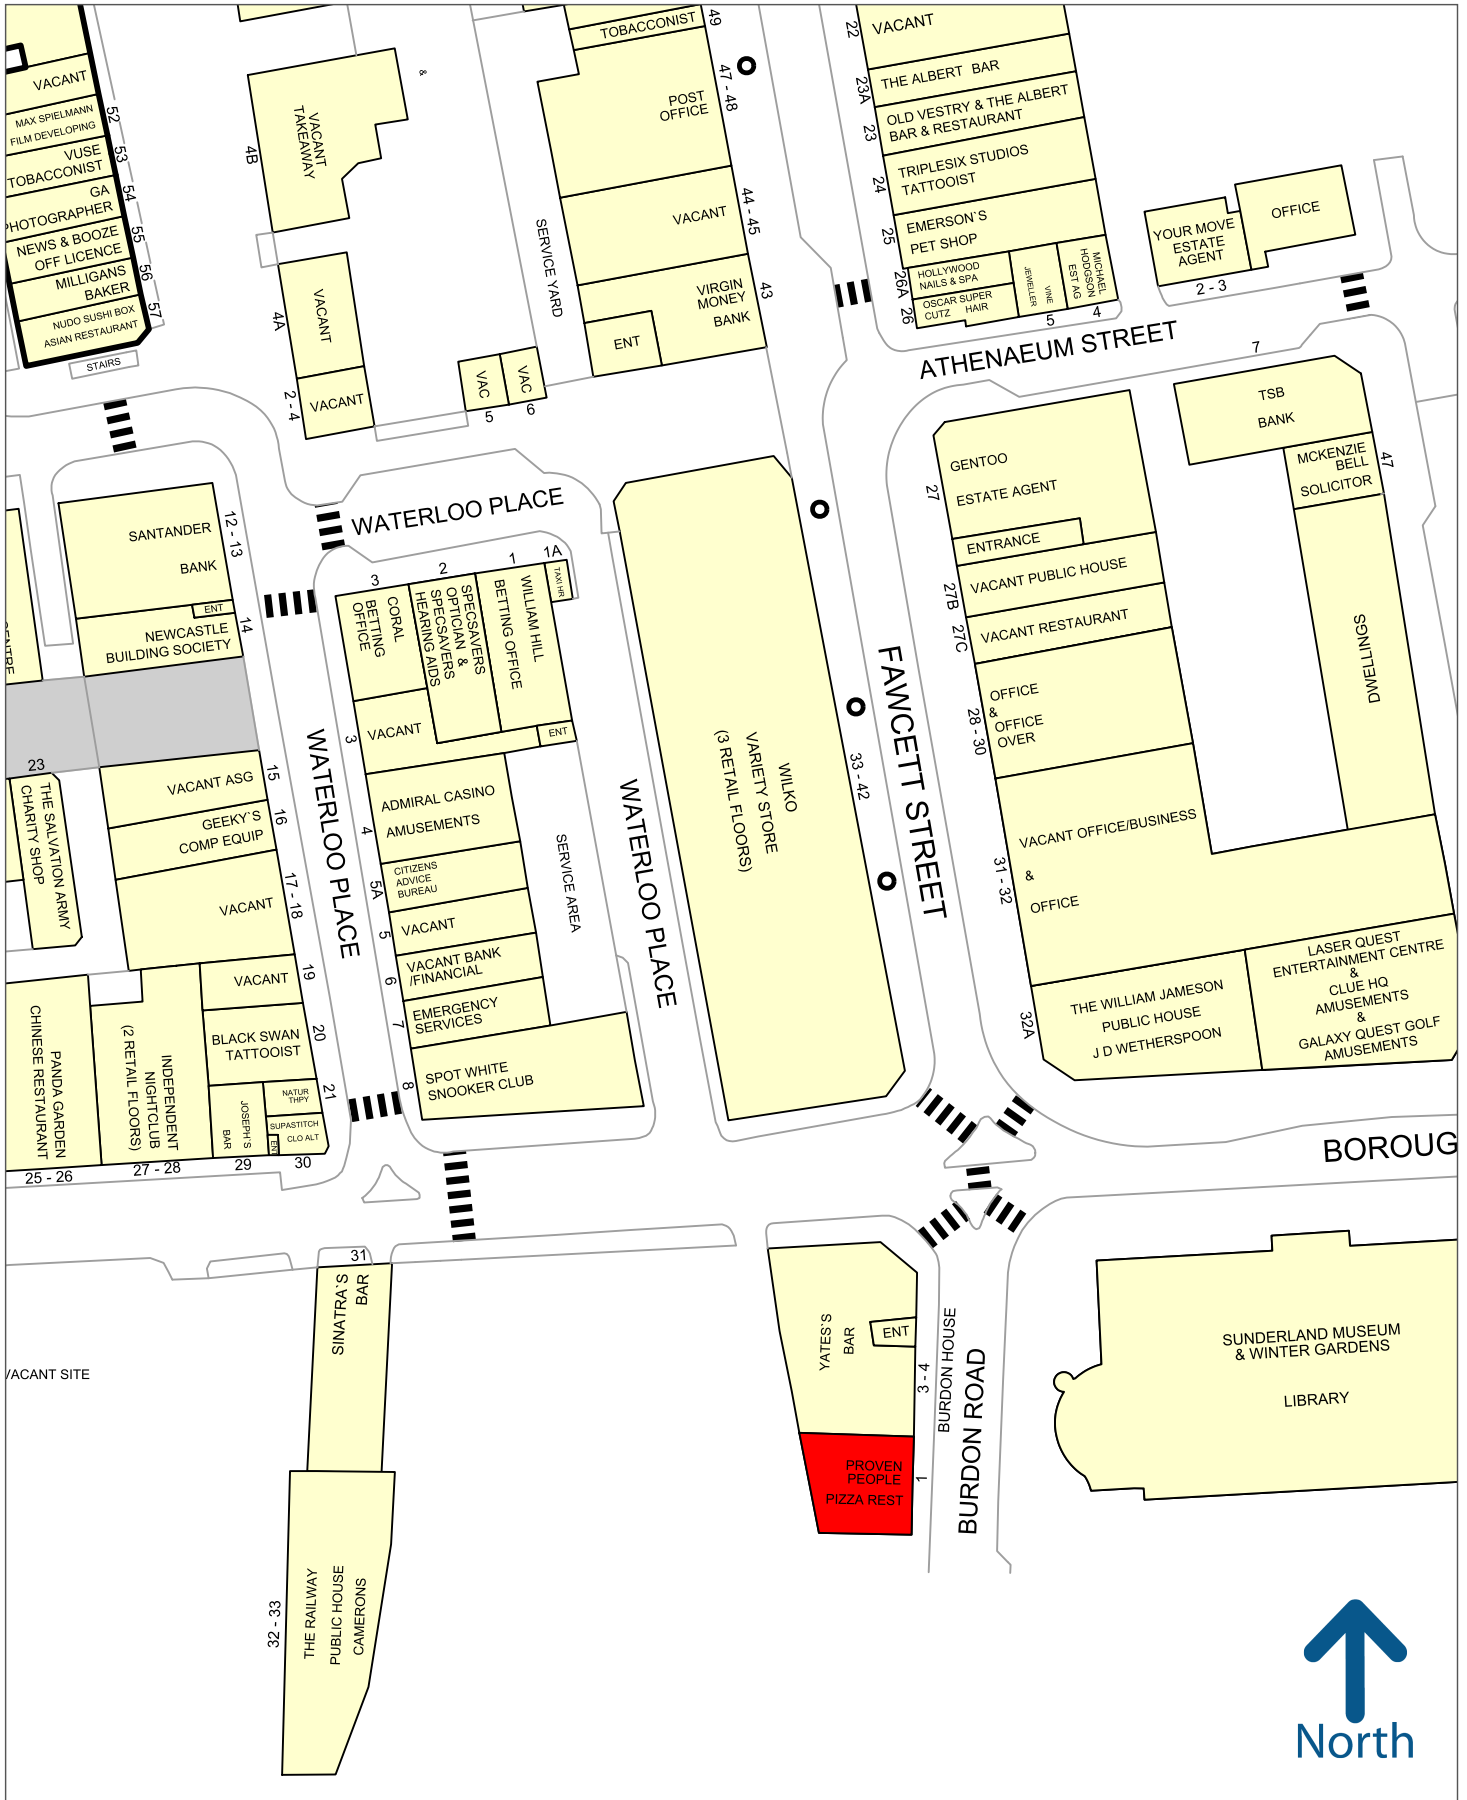 VACANT
MAX SPIELMANN
FILM DEVELOPING
VUSE
TOBACCONIST
GA
PHOTOGRAPHER
NEWS & BOOZE
OFF LICENCE
MILLIGANS
BAKER
NUDO SUSHI BOX
ASIAN RESTAURANT
52
53
54
55
56
57
STAIRS
VACANT
TAKEAWAY
4B
&
VACANT
4A
VACANT
2 - 4
SERVICE YARD
VAC
5
VAC
6
TOBACCONIST
49
POST
OFFICE
47 - 48
VACANT
44 - 45
VIRGIN
MONEY
BANK
ENT
43
22
VACANT
23A
THE ALBERT BAR
23
OLD VESTRY & THE ALBERT
BAR & RESTAURANT
24
TRIPLESIX STUDIOS
TATTOOIST
25
EMERSON`S
PET SHOP
26A
HOLLYWOOD
NAILS & SPA
26
OSCAR SUPER
CUTZ HAIR
VINE
JEWELLER
5
MICHAEL
HODGSON
EST AG
4
YOUR MOVE
ESTATE
AGENT
2 - 3
OFFICE
ATHENAEUM STREET
7
TSB
BANK
MCKENZIE
BELL
SOLICITOR
47
DWELLINGS
GENTOO
ESTATE AGENT
27
ENTRANCE
VACANT PUBLIC HOUSE
27B
VACANT RESTAURANT
27C
OFFICE
&
OFFICE
OVER
28 - 30
VACANT OFFICE/BUSINESS
&
OFFICE
31 - 32
THE WILLIAM JAMESON
PUBLIC HOUSE
J D WETHERSPOON
32A
LASER QUEST
ENTERTAINMENT CENTRE
&
CLUE HQ
AMUSEMENTS
&
GALAXY QUEST GOLF
AMUSEMENTS
FAWCETT STREET
WILKO
VARIETY STORE
(3 RETAIL FLOORS)
33 - 42
WATERLOO PLACE
WATERLOO PLACE
WATERLOO PLACE
SANTANDER
BANK
12 - 13
ENT
NEWCASTLE
BUILDING SOCIETY
14
CENTRE
23
THE SALVATION ARMY
CHARITY SHOP
VACANT ASG
15
GEEKY`S
COMP EQUIP
16
VACANT
17 - 18
VACANT
19
BLACK SWAN
TATTOOIST
20
NATUR
THPY
21
SUPASTITCH
CLO ALT
ENT
30
JOSEPH`S
BAR
29
INDEPENDENT
NIGHTCLUB
(2 RETAIL FLOORS)
27 - 28
PANDA GARDEN
CHINESE RESTAURANT
25 - 26
3
CORAL
BETTING
OFFICE
2
SPECSAVERS
OPTICIAN &
SPECSAVERS
HEARING AIDS
1
WILLIAM HILL
BETTING OFFICE
1A
TAXI HR
3
VACANT
ENT
4
ADMIRAL CASINO
AMUSEMENTS
5A
CITIZENS
ADVICE
BUREAU
5
VACANT
6
VACANT BANK
/FINANCIAL
7
EMERGENCY
SERVICES
8
SPOT WHITE
SNOOKER CLUB
SERVICE AREA
BOROUG
31
SINATRA`S
BAR
VACANT SITE
32 - 33
THE RAILWAY
PUBLIC HOUSE
CAMERONS
YATES`S
BAR
ENT
3 - 4
BURDON HOUSE
BURDON ROAD
PROVEN
PEOPLE
PIZZA REST
1
SUNDERLAND MUSEUM
& WINTER GARDENS
LIBRARY
North